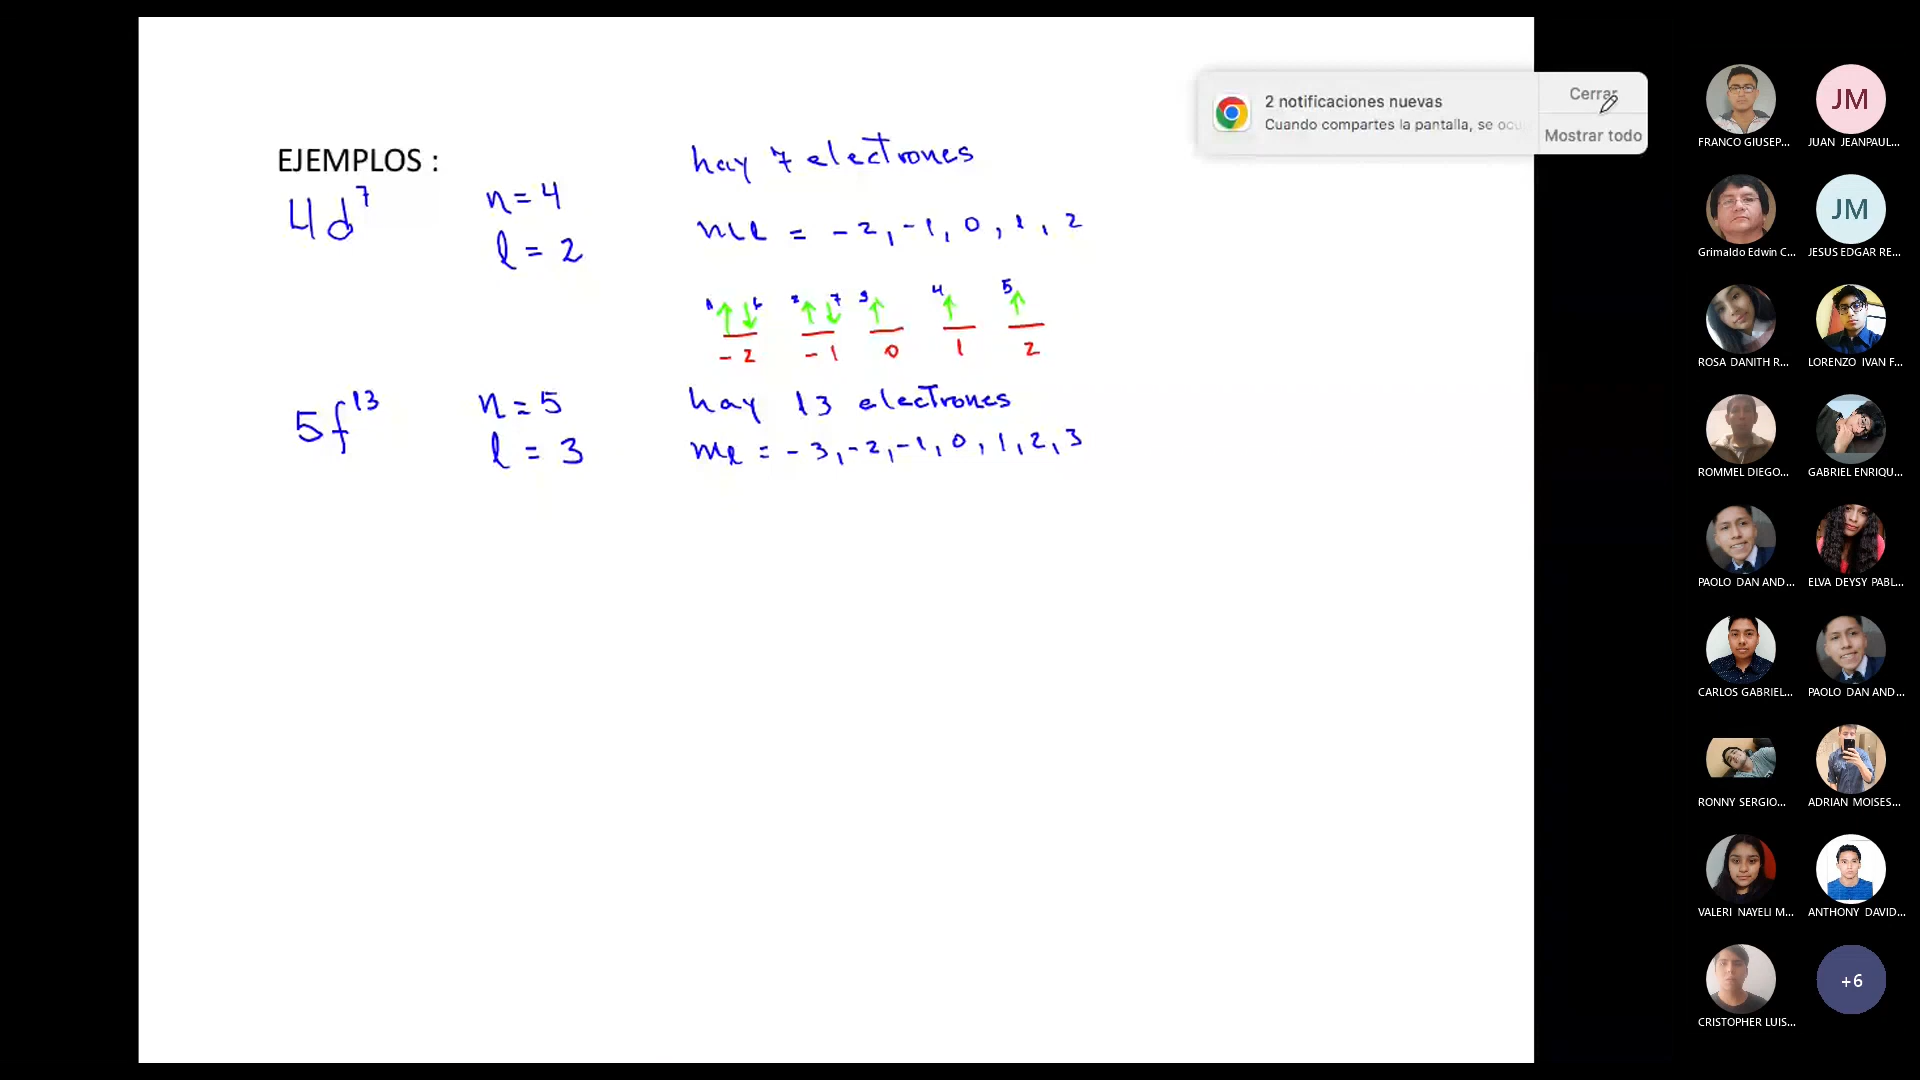 EJEMPLOS :
4d⁷
n = 4
l = 2
hay 7 electrones
ml = -2, -1, 0, 1, 2
1 6 2 7 3 4 5
↑ ↓ ↑ ↓ ↑ ↑ ↑
-2 -1 0 1 2
5f¹³
n = 5
l = 3
hay 13 electrones
ml = -3, -2, -1, 0, 1, 2, 3
2 notificaciones nuevas
Cuando compartes la pantalla, se ocu
Cerrar
Mostrar todo
JM
FRANCO GIUSEP... JUAN JEANPAUL...
JM
Grimaldo Edwin C... JESUS EDGAR RE...
ROSA DANITH R... LORENZO IVAN F...
ROMMEL DIEGO... GABRIEL ENRIQU...
PAOLO DAN AND... ELVA DEYSY PABL...
CARLOS GABRIEL... PAOLO DAN AND...
RONNY SERGIO... ADRIAN MOISES...
VALERI NAYELI M... ANTHONY DAVID...
+6
CRISTOPHER LUIS...